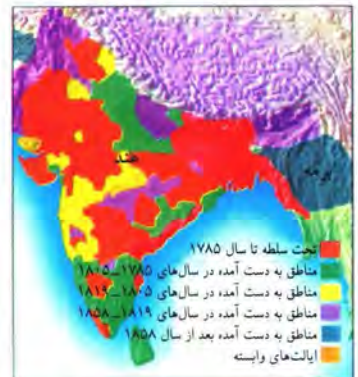 هند
برمه
تحت سلطه تا سال ۱۷۸۵
مناطق به دست آمده در سال‌های ۱۷۸۵_۱۸۰۵
مناطق به دست آمده در سال‌های ۱۸۰۵_۱۸۱۹
مناطق به دست آمده در سال‌های ۱۸۱۹_۱۸۵۸
مناطق به دست آمده بعد از سال ۱۸۵۸
ایالت‌های وابسته